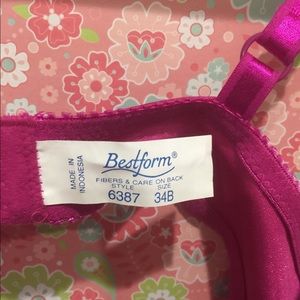 MADE IN
INDONESIA
Bestform®
FIBERS & CARE ON BACK
STYLE SIZE
6387 34B